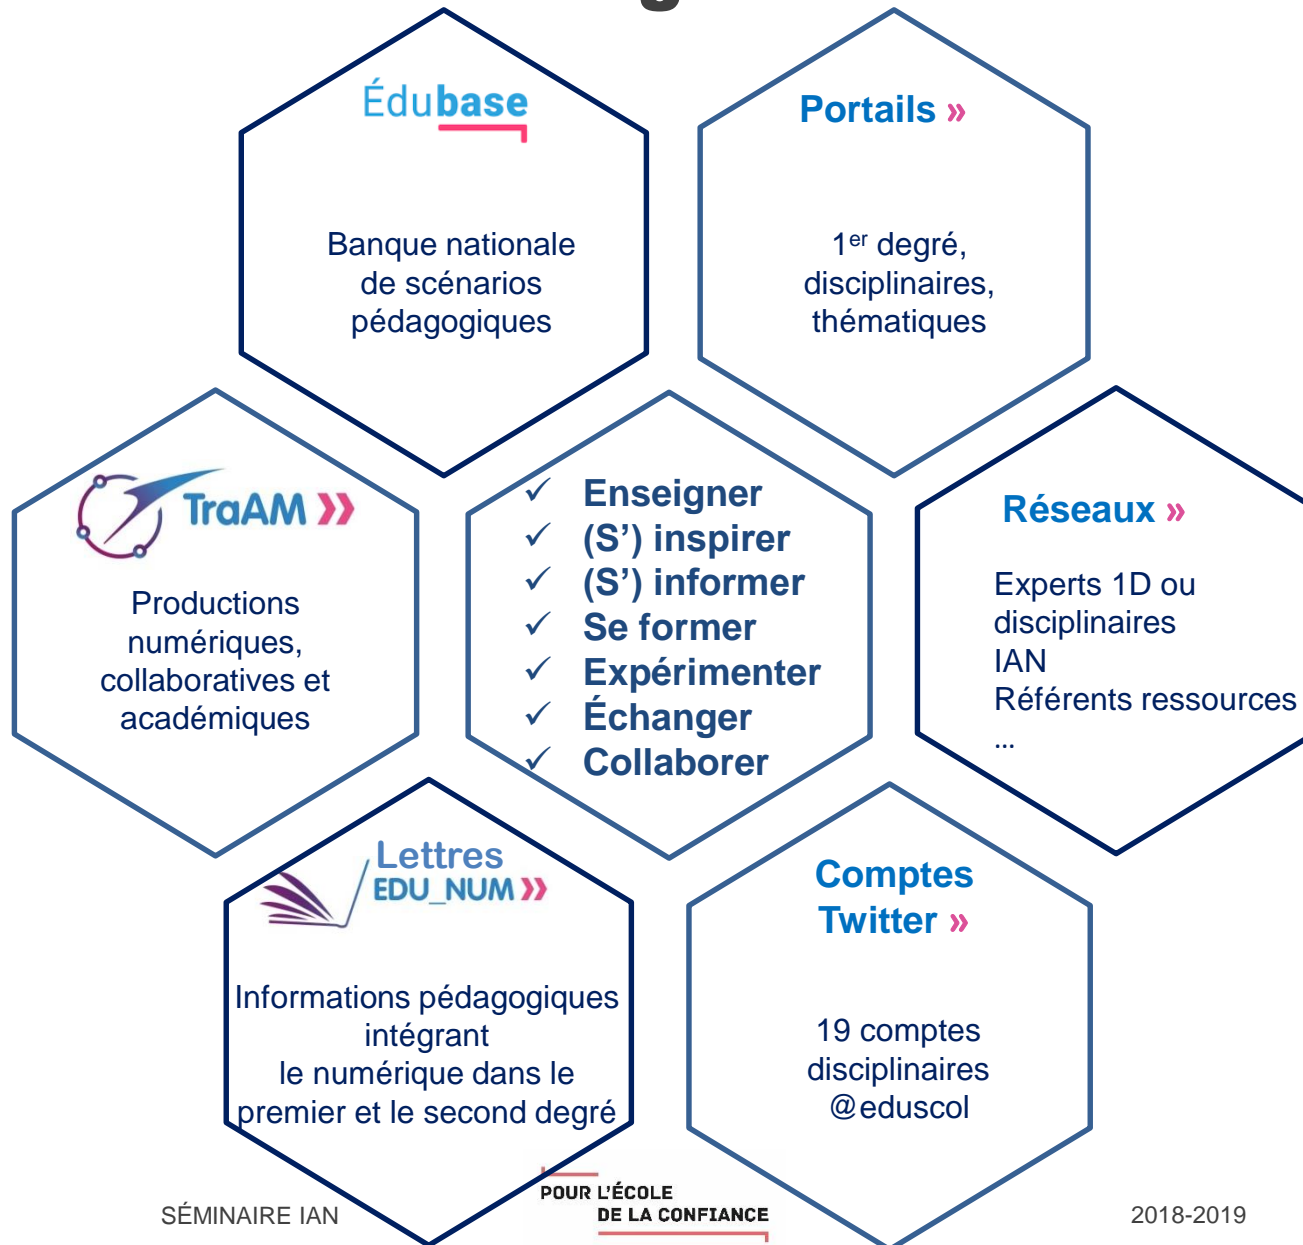 Édubase
Banque nationale
de scénarios
pédagogiques
Portails »
1er degré,
disciplinaires,
thématiques
TraAM »
Productions
numériques,
collaboratives et
académiques
✓ Enseigner
✓ (S’) inspirer
✓ (S’) informer
✓ Se former
✓ Expérimenter
✓ Échanger
✓ Collaborer
Réseaux »
Experts 1D ou
disciplinaires
IAN
Référents ressources
...
Lettres
EDU_NUM »
Informations pédagogiques
intégrant
le numérique dans le
premier et le second degré
Comptes
Twitter »
19 comptes
disciplinaires
@eduscol
SÉMINAIRE IAN
POUR L'ÉCOLE
DE LA CONFIANCE
2018-2019